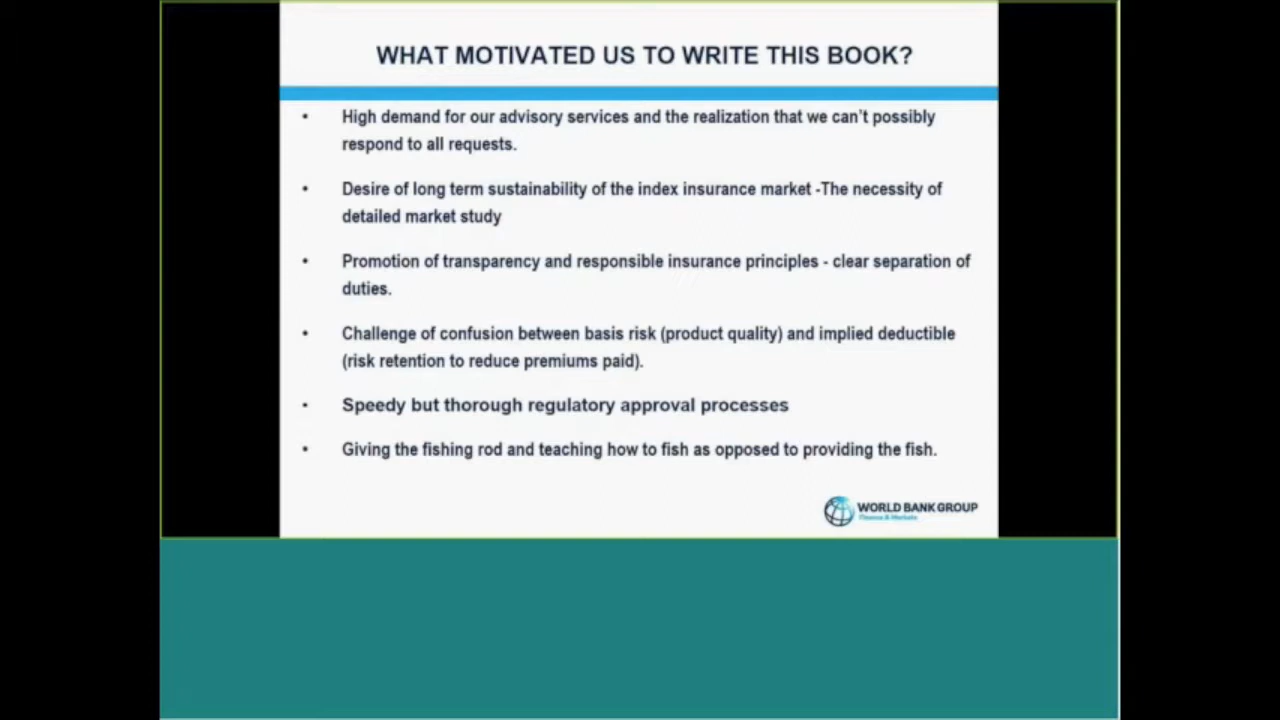 WHAT MOTIVATED US TO WRITE THIS BOOK?
• High demand for our advisory services and the realization that we can't possibly
respond to all requests.
• Desire of long term sustainability of the index insurance market -The necessity of
detailed market study
• Promotion of transparency and responsible insurance principles - clear separation of
duties.
• Challenge of confusion between basis risk (product quality) and implied deductible
(risk retention to reduce premiums paid).
• Speedy but thorough regulatory approval processes
• Giving the fishing rod and teaching how to fish as opposed to providing the fish.
WORLD BANK GROUP
Finance & Markets